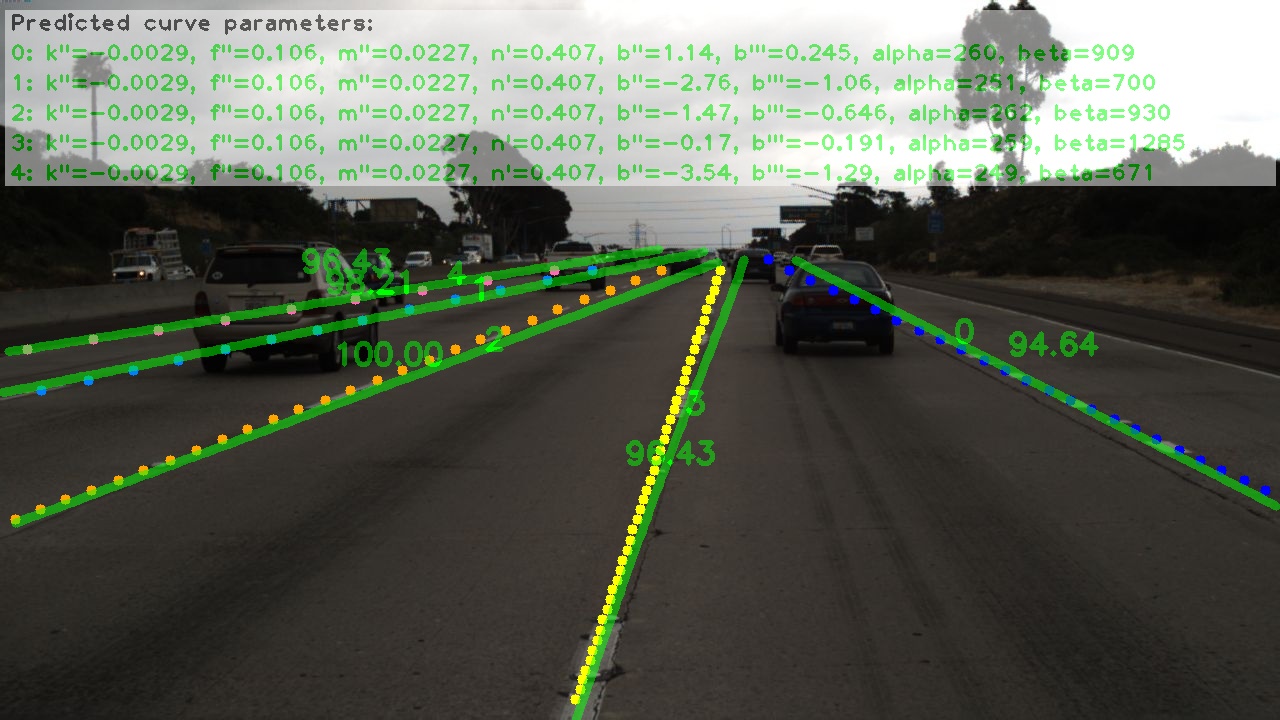 Predicted curve parameters:
0: k''=-0.0029, f''=0.106, m''=0.0227, n'=0.407, b''=1.14, b'''=0.245, alpha=260, beta=909
1: k''=-0.0029, f''=0.106, m''=0.0227, n'=0.407, b''=-2.76, b'''=-1.06, alpha=251, beta=700
2: k''=-0.0029, f''=0.106, m''=0.0227, n'=0.407, b''=-1.47, b'''=-0.646, alpha=262, beta=930
3: k''=-0.0029, f''=0.106, m''=0.0227, n'=0.407, b''=-0.17, b'''=-0.191, alpha=259, beta=1285
4: k''=-0.0029, f''=0.106, m''=0.0227, n'=0.407, b''=-3.54, b'''=-1.29, alpha=249, beta=671
96.43
4
98.21
1
0
94.64
2
100.00
3
96.43